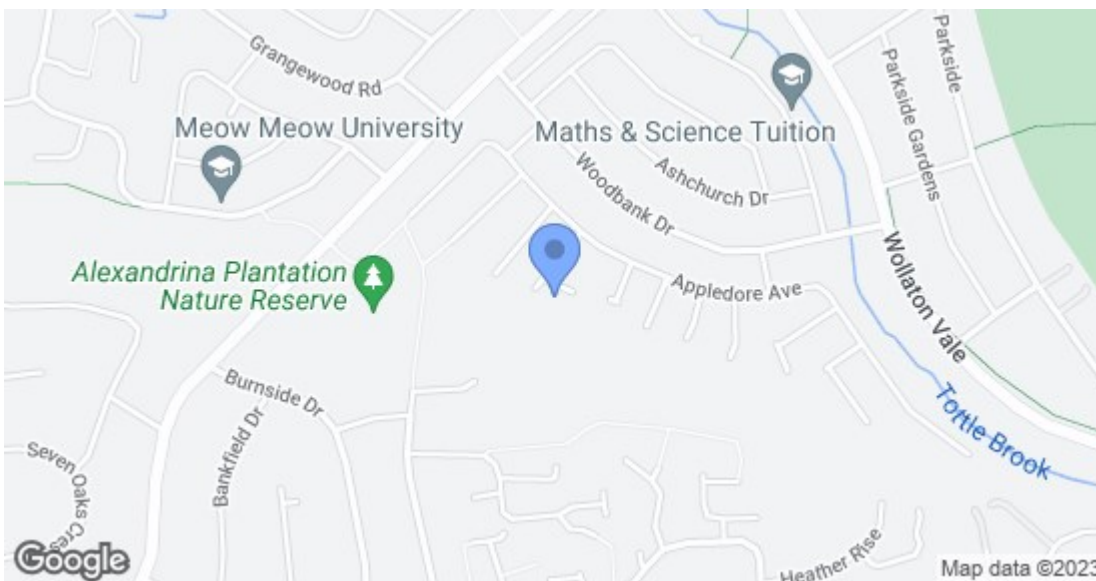 Grangewood Rd
Parkside
Parkside Gardens
Meow Meow University
Maths & Science Tuition
Ashchurch Dr
Woodbank Dr
Alexandrina Plantation
Nature Reserve
Appledore Ave
Wollaton Vale
Burnside Dr
Bankfield Dr
Tottle Brook
Seven Oaks Cres
Heather Rise
Google
Map data ©2023